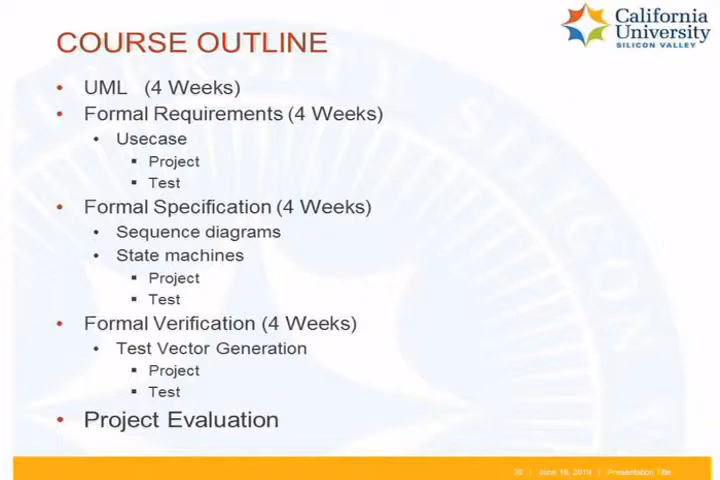 California
University
SILICON VALLEY
COURSE OUTLINE
• UML (4 Weeks)
• Formal Requirements (4 Weeks)
• Usecase
▪ Project
▪ Test
• Formal Specification (4 Weeks)
• Sequence diagrams
• State machines
▪ Project
▪ Test
• Formal Verification (4 Weeks)
• Test Vector Generation
▪ Project
▪ Test
• Project Evaluation
| Presentation Title